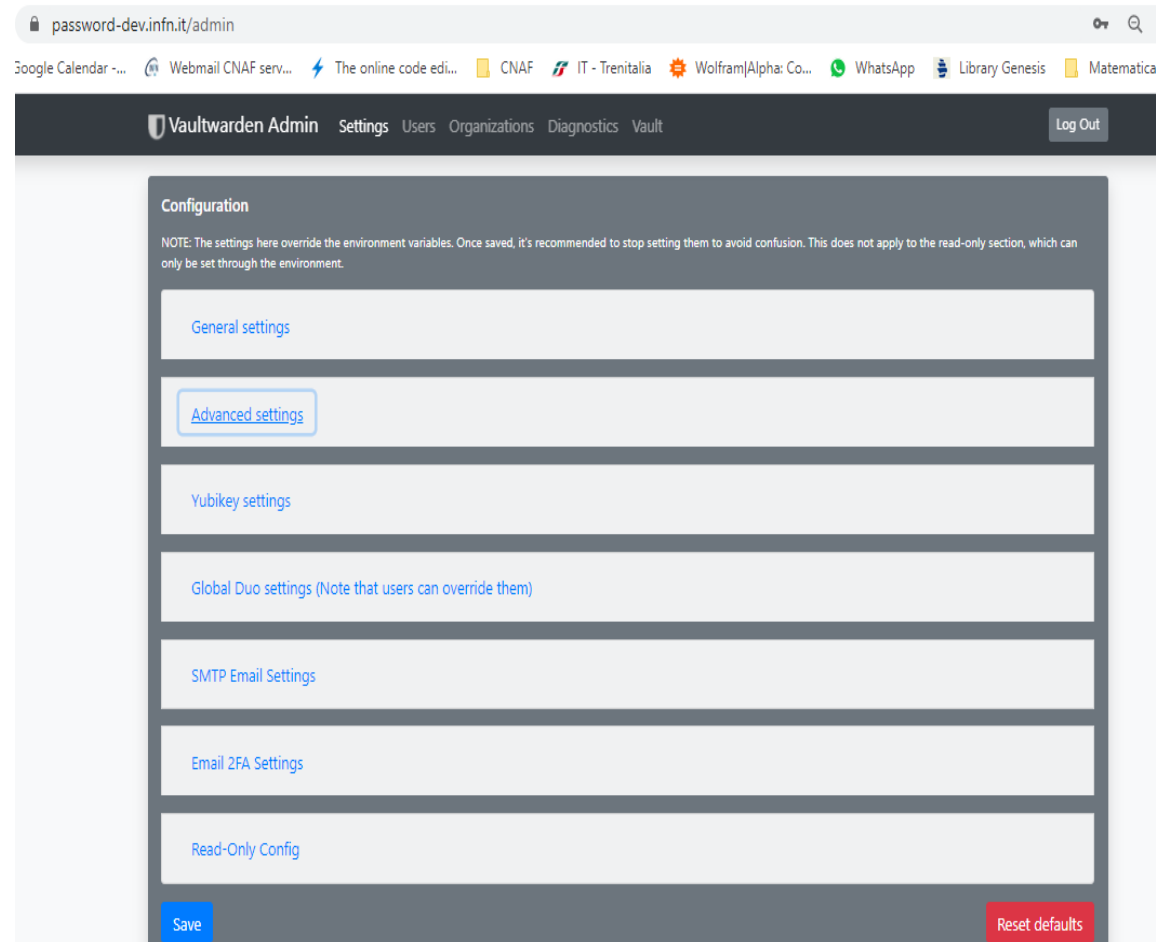 password-dev.infn.it/admin
Google Calendar -... Webmail CNAF serv... The online code edi... CNAF IT - Trenitalia Wolfram|Alpha: Co... WhatsApp Library Genesis Matematica
Vaultwarden Admin Settings Users Organizations Diagnostics Vault Log Out
Configuration
NOTE: The settings here override the environment variables. Once saved, it's recommended to stop setting them to avoid confusion. This does not apply to the read-only section, which can
only be set through the environment.
General settings
Advanced settings
Yubikey settings
Global Duo settings (Note that users can override them)
SMTP Email Settings
Email 2FA Settings
Read-Only Config
Save Reset defaults